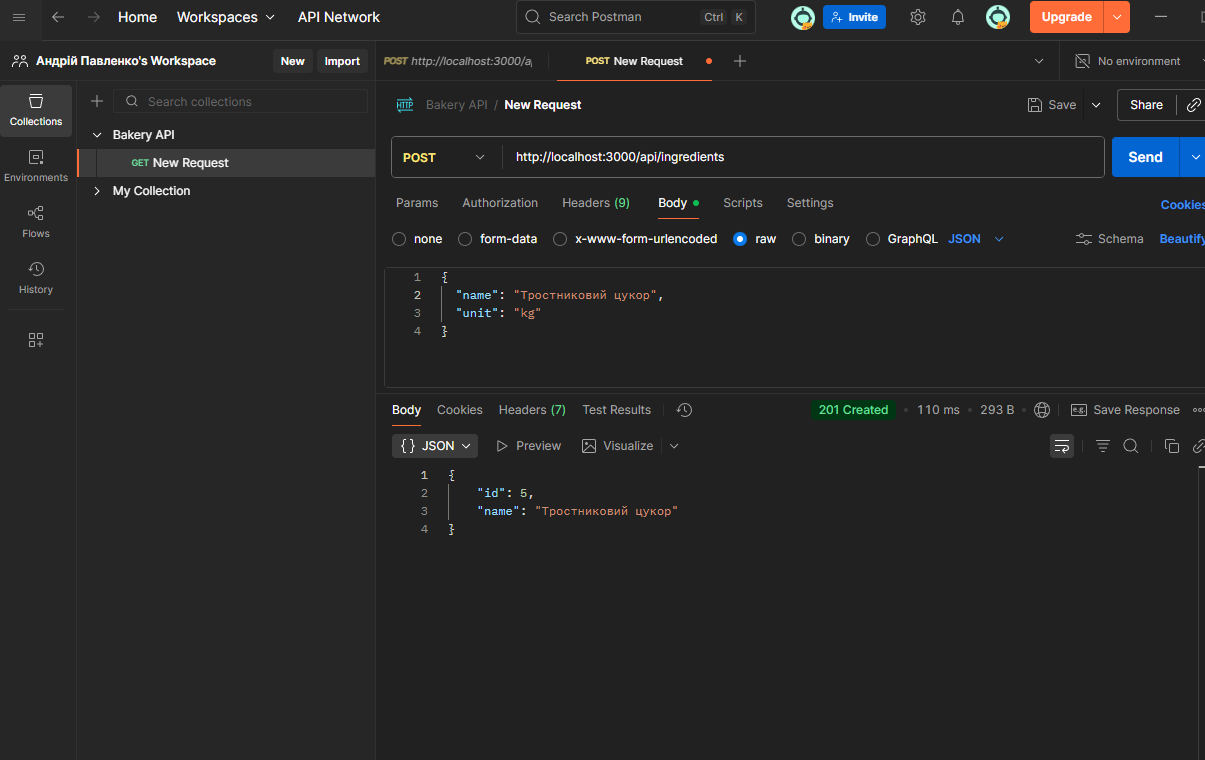 Home Workspaces API Network Search Postman Ctrl K Invite Upgrade
Андрій Павленко's Workspace New Import POST http://localhost:3000/a POST New Request No environment
Collections
Environments
Flows
History
Search collections
Bakery API
GET New Request
My Collection
HTTP Bakery API / New Request Save Share
POST http://localhost:3000/api/ingredients Send
Params Authorization Headers (9) Body Scripts Settings Cookies
none form-data x-www-form-urlencoded raw binary GraphQL JSON Schema Beautify
1 {
2 "name": "Тростниковий цукор",
3 "unit": "kg"
4 }
Body Cookies Headers (7) Test Results 201 Created 110 ms 293 B e.g. Save Response
{} JSON Preview Visualize
1 {
2 "id": 5,
3 "name": "Тростниковий цукор"
4 }